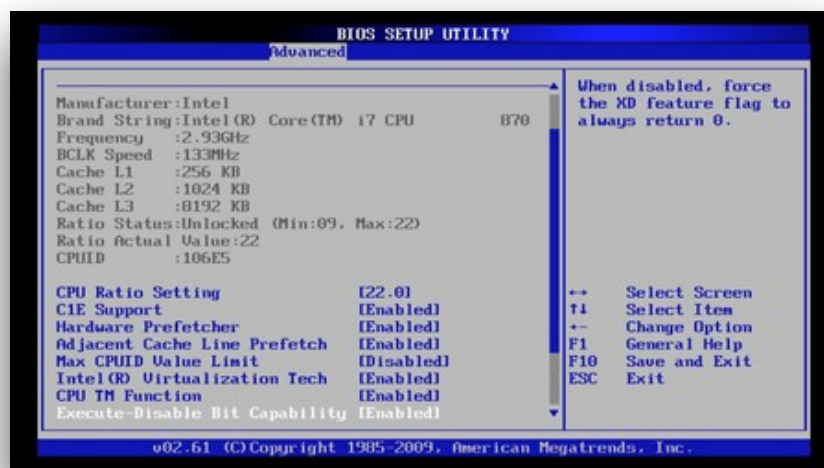 BIOS SETUP UTILITY
Advanced
Manufacturer:Intel
Brand String:Intel(R) Core(TM) i7 CPU 870
Frequency :2.93GHz
BCLK Speed :133MHz
Cache L1 :256 KB
Cache L2 :1024 KB
Cache L3 :8192 KB
Ratio Status:Unlocked (Min:09, Max:22)
Ratio Actual Value:22
CPUID :106E5
CPU Ratio Setting [22.0]
C1E Support [Enabled]
Hardware Prefetcher [Enabled]
Adjacent Cache Line Prefetch [Enabled]
Max CPUID Value Limit [Disabled]
Intel(R) Virtualization Tech [Enabled]
CPU TM Function [Enabled]
Execute-Disable Bit Capability [Enabled]
When disabled, force
the XD feature flag to
always return 0.
↔ Select Screen
↑↓ Select Item
+- Change Option
F1 General Help
F10 Save and Exit
ESC Exit
v02.61 (C)Copyright 1985-2009, American Megatrends, Inc.